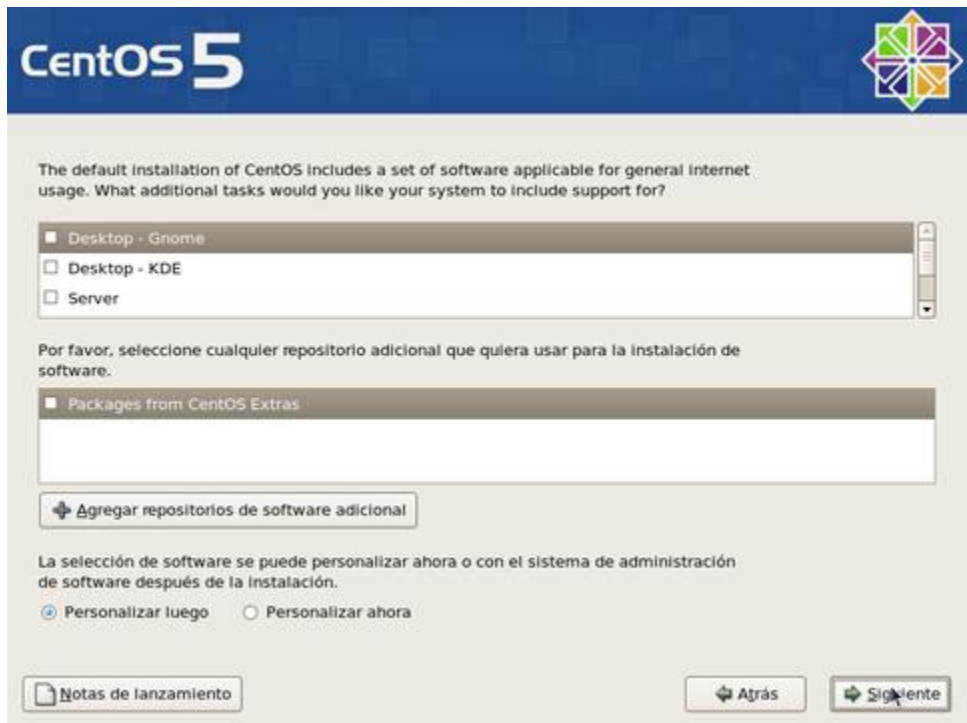 CentOS 5
The default installation of CentOS includes a set of software applicable for general internet
usage. What additional tasks would you like your system to include support for?
Desktop - Gnome
Desktop - KDE
Server
Por favor, seleccione cualquier repositorio adicional que quiera usar para la instalación de
software.
Packages from CentOS Extras
Agregar repositorios de software adicional
La selección de software se puede personalizar ahora o con el sistema de administración
de software después de la instalación.
Personalizar luego Personalizar ahora
Notas de lanzamiento Atrás Siguiente